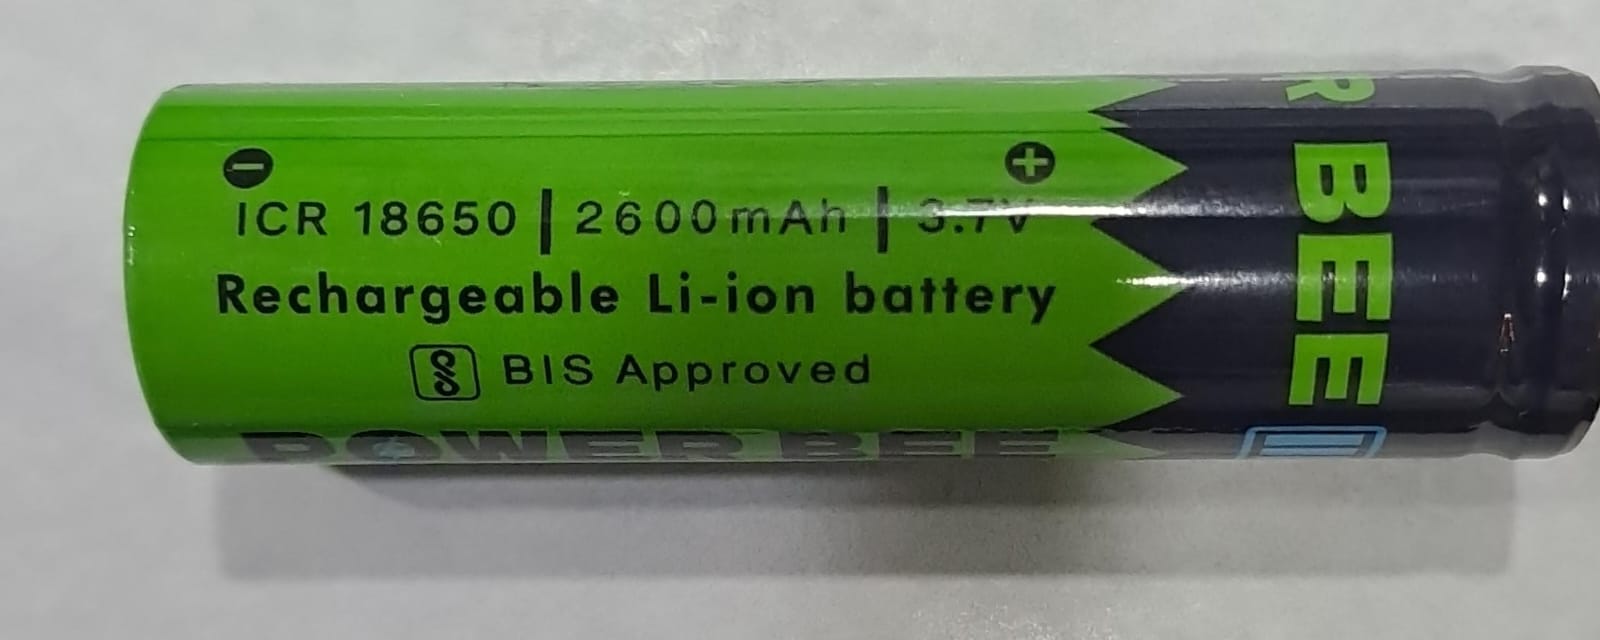 ICR 18650 | 2600mAh | 3.7V
Rechargeable Li-ion battery
BIS Approved
POWER BEE
R BEE